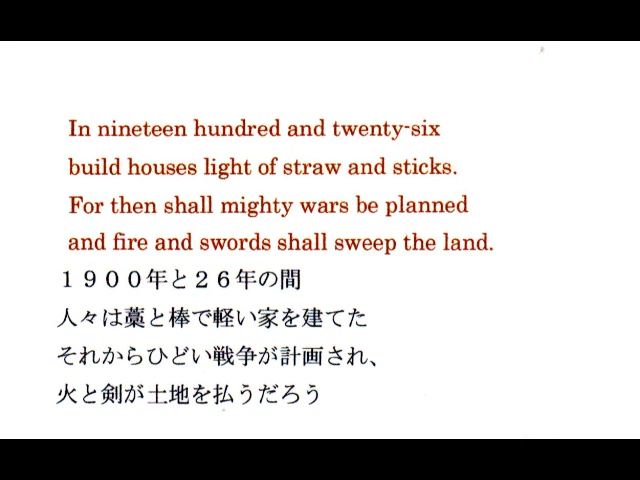 In nineteen hundred and twenty-six
build houses light of straw and sticks.
For then shall mighty wars be planned
and fire and swords shall sweep the land.
１９００年と２６年の間
人々は藁と棒で軽い家を建てた
それからひどい戦争が計画され、
火と剣が土地を払うだろう